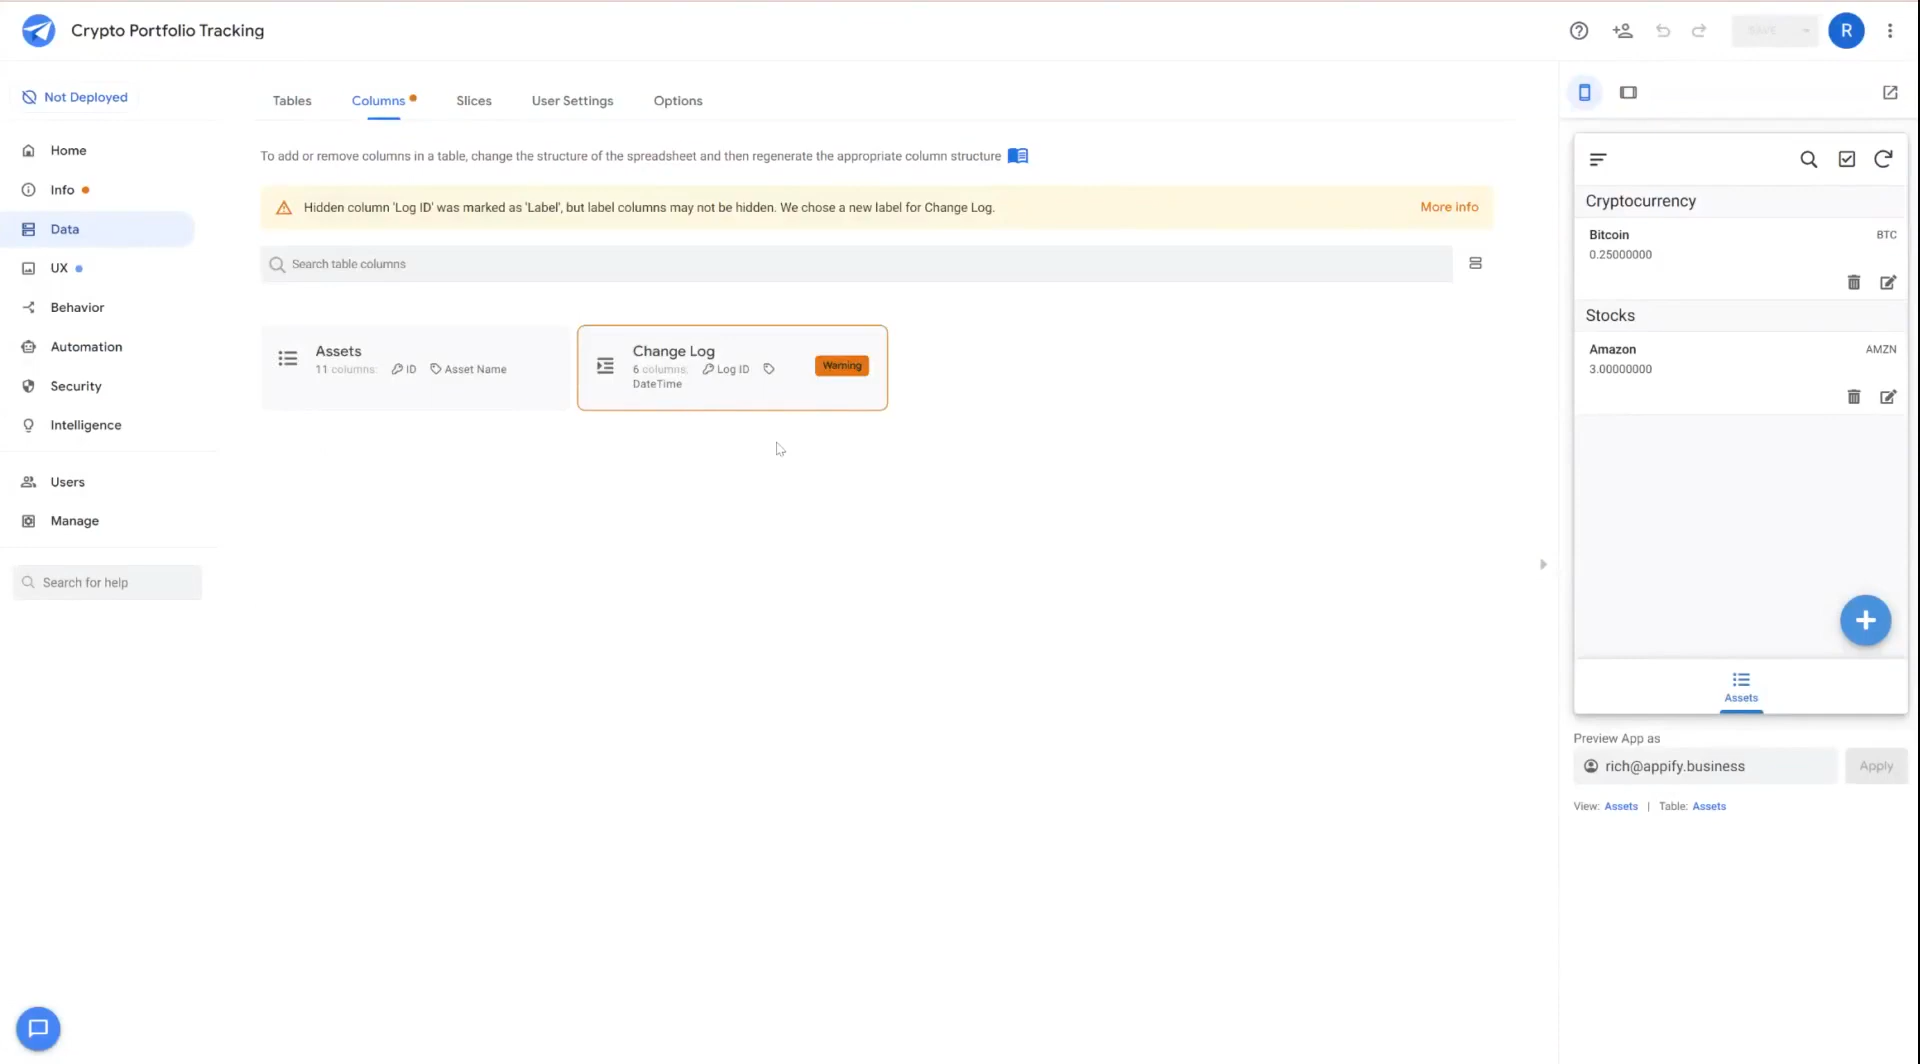 Crypto Portfolio Tracking
SAVE
R
Not Deployed
Home
Info
Data
UX
Behavior
Automation
Security
Intelligence
Users
Manage
Search for help
Tables
Columns
Slices
User Settings
Options
To add or remove columns in a table, change the structure of the spreadsheet and then regenerate the appropriate column structure
Hidden column 'Log ID' was marked as 'Label', but label columns may not be hidden. We chose a new label for Change Log.
More info
Search table columns
Assets
11 columns: ID Asset Name
Change Log
6 columns: Log ID
DateTime
Warning
Cryptocurrency
Bitcoin BTC
0.25000000
Stocks
Amazon AMZN
3.00000000
Assets
Preview App as
rich@appify.business
Apply
View: Assets | Table: Assets